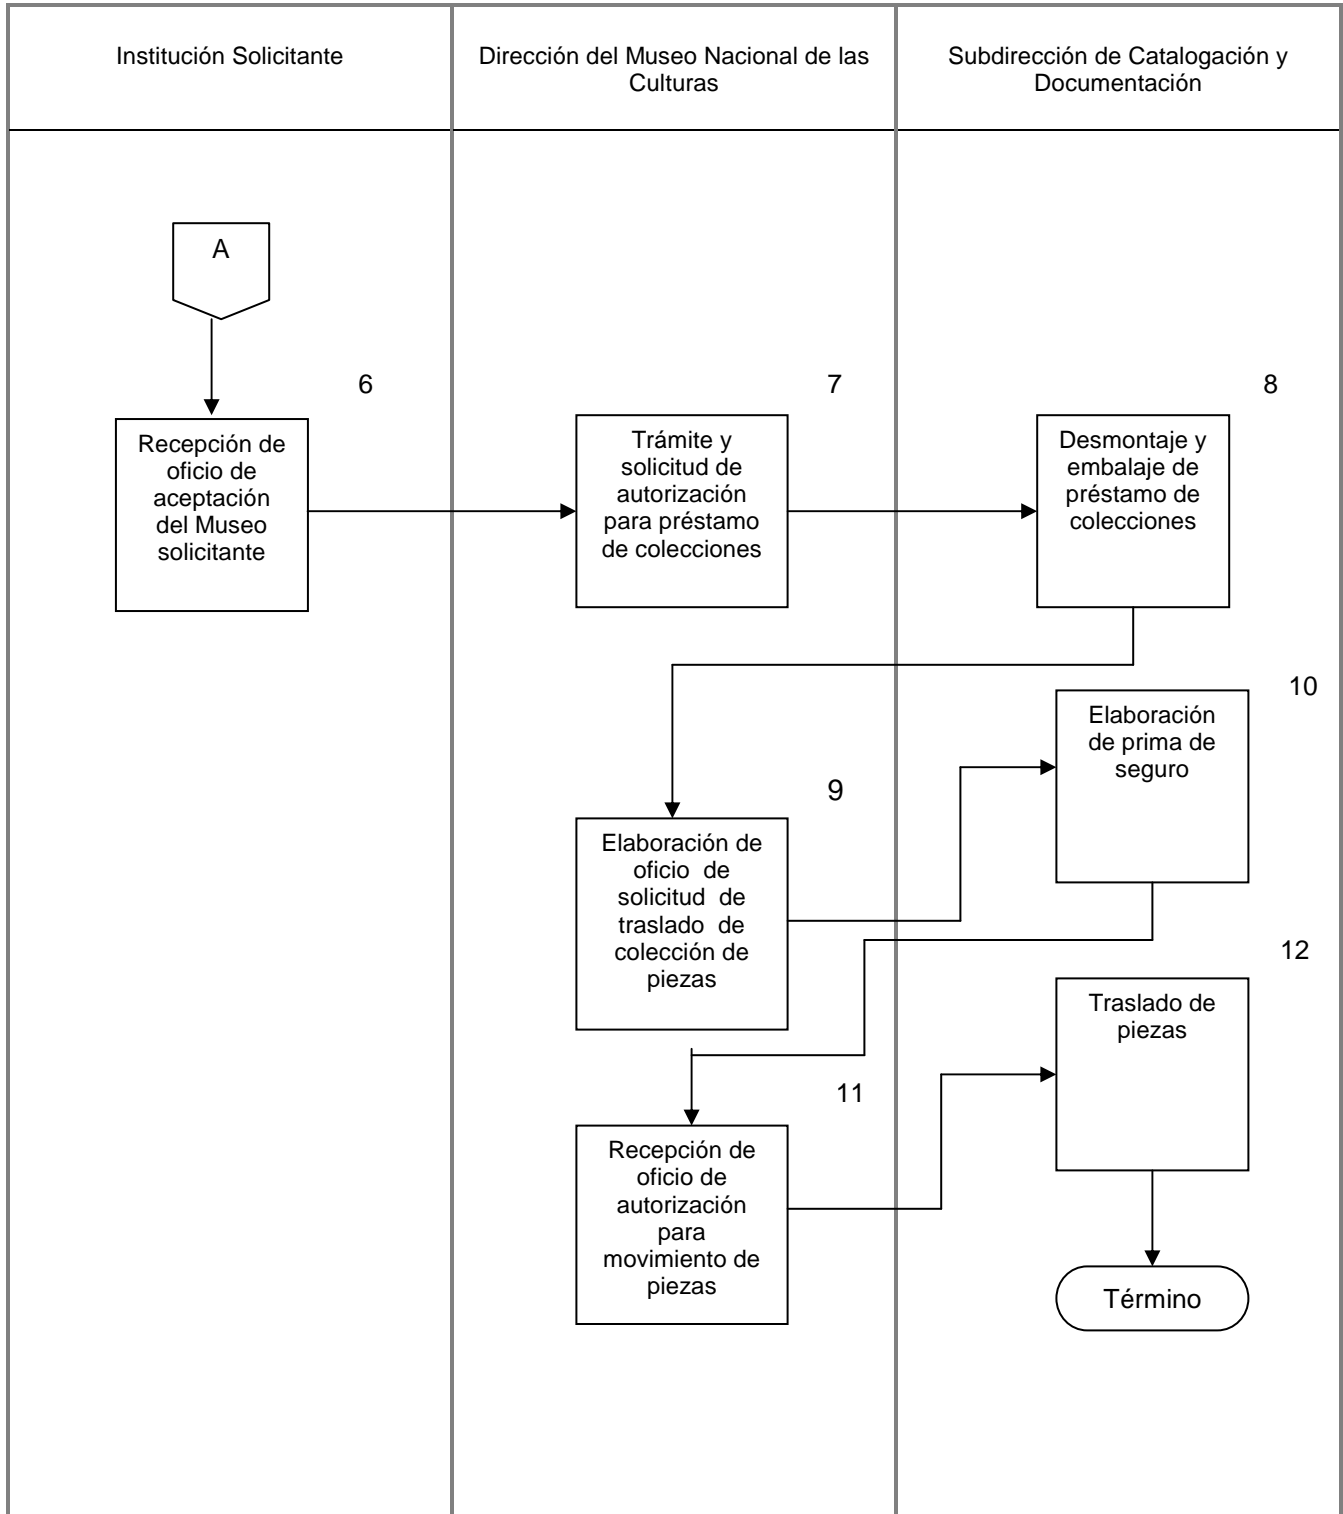 Institución Solicitante
Dirección del Museo Nacional de las
Culturas
Subdirección de Catalogación y
Documentación
A
6
Recepción de
oficio de
aceptación
del Museo
solicitante
7
Trámite y
solicitud de
autorización
para préstamo
de colecciones
8
Desmontaje y
embalaje de
préstamo de
colecciones
9
Elaboración de
oficio de
solicitud de
traslado de
colección de
piezas
10
Elaboración
de prima de
seguro
11
Recepción de
oficio de
autorización
para
movimiento de
piezas
12
Traslado de
piezas
Término